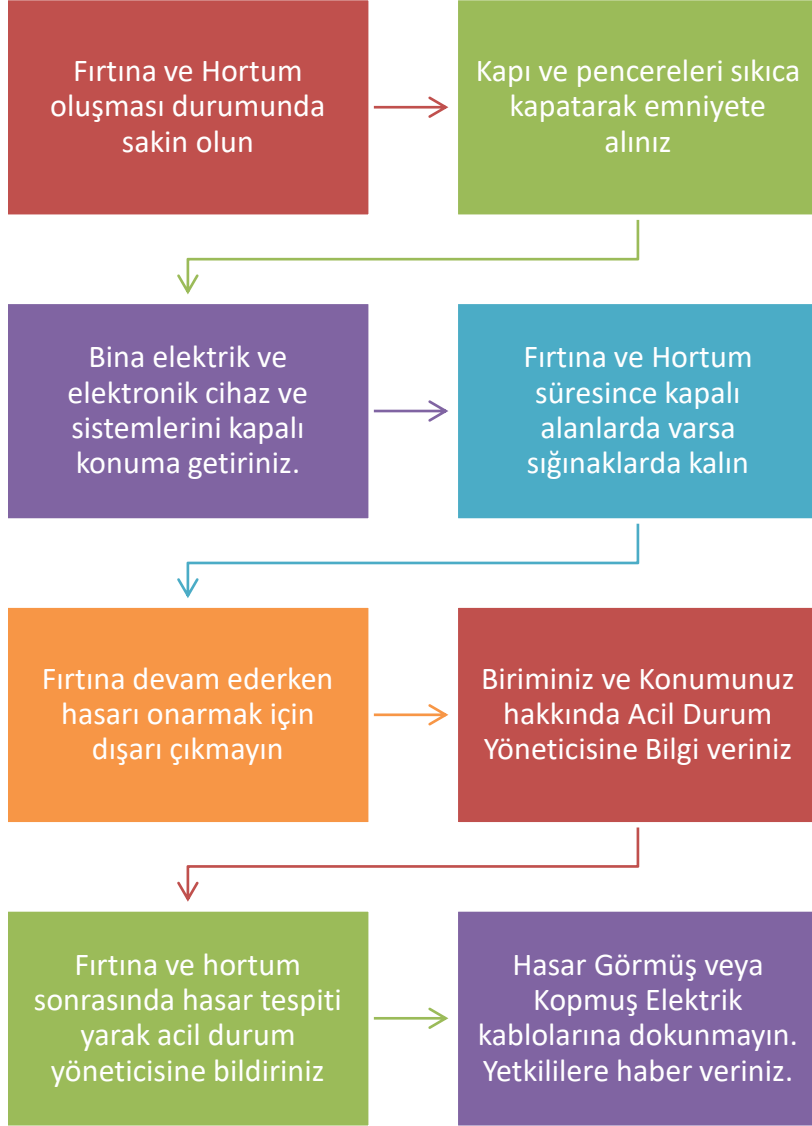 Fırtına ve Hortum
oluşması durumunda
sakin olun
Kapı ve pencereleri sıkıca
kapatarak emniyete
alınız
Bina elektrik ve
elektronik cihaz ve
sistemlerini kapalı
konuma getiriniz.
Fırtına ve Hortum
süresince kapalı
alanlarda varsa
sığınaklarda kalın
Fırtına devam ederken
hasarı onarmak için
dışarı çıkmayın
Biriminiz ve Konumunuz
hakkında Acil Durum
Yöneticisine Bilgi veriniz
Fırtına ve hortum
sonrasında hasar tespiti
yarak acil durum
yöneticisine bildiriniz
Hasar Görmüş veya
Kopmuş Elektrik
kablolarına dokunmayın.
Yetkililere haber veriniz.